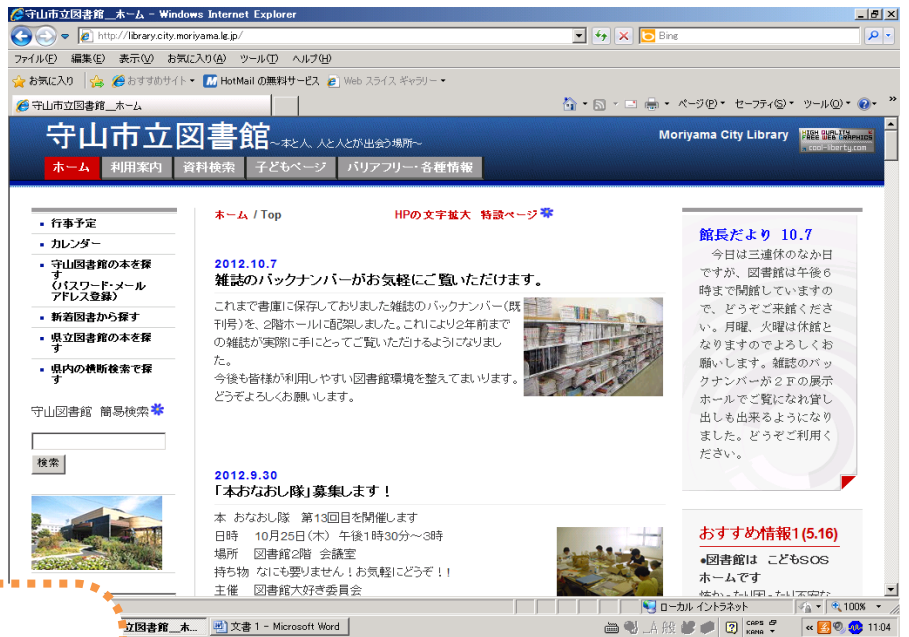 守山市立図書館__ホーム - Windows Internet Explorer
http://library.city.moriyama.lg.jp/
Bing
ファイル(F) 編集(E) 表示(V) お気に入り(A) ツール(T) ヘルプ(H)
お気に入り おすすめサイト HotMail の無料サービス Web スライス ギャラリー
守山市立図書館__ホーム
ページ(P) セーフティ(S) ツール(O)
守山市立図書館 ~本と人、人と人とが出会う場所~
Moriyama City Library
HIGH QUALITY
FREE WEB GRAPHICS
cool-liberty.com
ホーム 利用案内 資料検索 子どもページ バリアフリー・各種情報
行事予定
カレンダー
守山図書館の本を探
す
(パスワード・メール
アドレス登録)
新着図書から探す
県立図書館の本を探
す
県内の横断検索で探
す
守山図書館 簡易検索
検索
ホーム / Top HPの文字拡大 特設ページ
2012.10.7
雑誌のバックナンバーがお気軽にご覧いただけます。
これまで書庫に保存しておりました雑誌のバックナンバー(既
刊号)を、2階ホールに配架しました。これにより2年前まで
の雑誌が実際に手にとってご覧いただけるようになりまし
た。
今後も皆様が利用しやすい図書館環境を整えてまいります。
どうぞよろしくお願いします。
2012.9.30
「本おなおし隊」募集します!
本 おなおし隊 第13回目を開催します
日時 10月25日(木) 午後1時30分~3時
場所 図書館2階 会議室
持ち物 なにも要りません!お気軽にどうぞ!!
主催 図書館大好き委員会
館長だより 10.7
今日は三連休のなか日
ですが、図書館は午後6
時まで開館していますの
で、どうぞご来館くださ
い。月曜、火曜は休館と
なりますのでよろしくお
願いします。雑誌のバッ
クナンバーが2Fの展示
ホールでご覧になれ貸し
出しも出来るようになり
ました。どうぞご利用く
ださい。
おすすめ情報1(5.16)
●図書館は こどもSOS
ホームです
ローカル イントラネット 100%
立図書館__ホ... 文書 1 - Microsoft Word
A 般 CAPS KANA 11:04